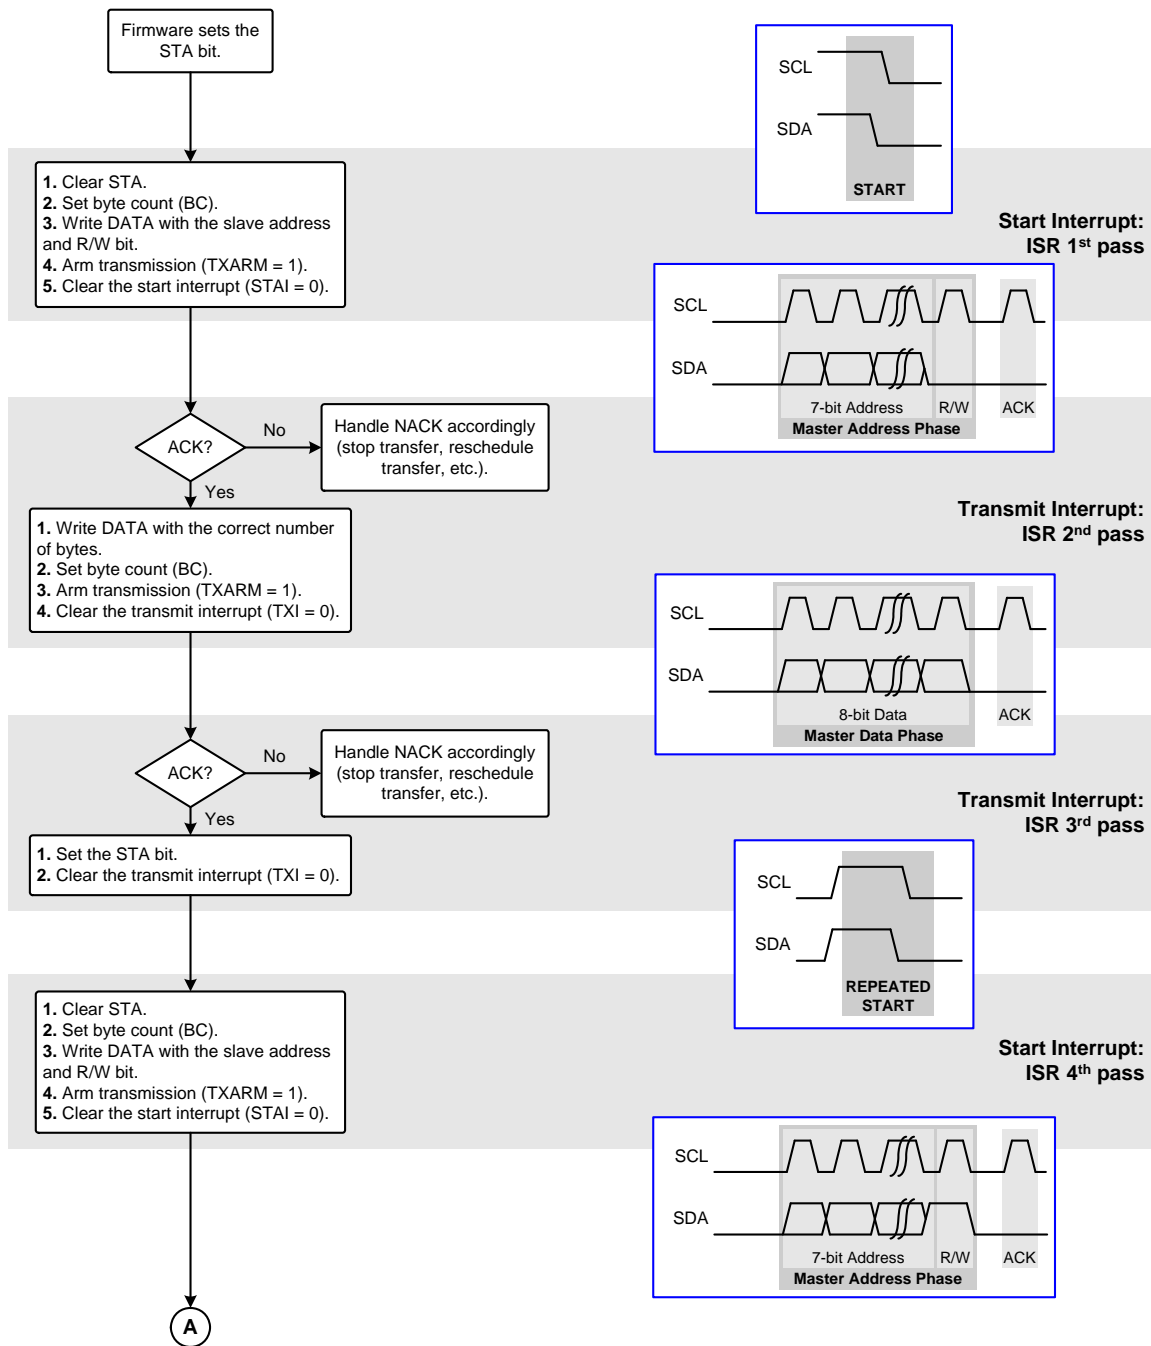 Firmware sets the
STA bit.
SCL
SDA
START
1. Clear STA.
2. Set byte count (BC).
3. Write DATA with the slave address
and R/W bit.
4. Arm transmission (TXARM = 1).
5. Clear the start interrupt (STAI = 0).
Start Interrupt:
ISR 1st pass
SCL
SDA
7-bit Address
R/W
ACK
Master Address Phase
ACK?
No
Yes
Handle NACK accordingly
(stop transfer, reschedule
transfer, etc.).
1. Write DATA with the correct number
of bytes.
2. Set byte count (BC).
3. Arm transmission (TXARM = 1).
4. Clear the transmit interrupt (TXI = 0).
Transmit Interrupt:
ISR 2nd pass
SCL
SDA
8-bit Data
ACK
Master Data Phase
ACK?
No
Yes
Handle NACK accordingly
(stop transfer, reschedule
transfer, etc.).
1. Set the STA bit.
2. Clear the transmit interrupt (TXI = 0).
Transmit Interrupt:
ISR 3rd pass
SCL
SDA
REPEATED
START
1. Clear STA.
2. Set byte count (BC).
3. Write DATA with the slave address
and R/W bit.
4. Arm transmission (TXARM = 1).
5. Clear the start interrupt (STAI = 0).
Start Interrupt:
ISR 4th pass
SCL
SDA
7-bit Address
R/W
ACK
Master Address Phase
A